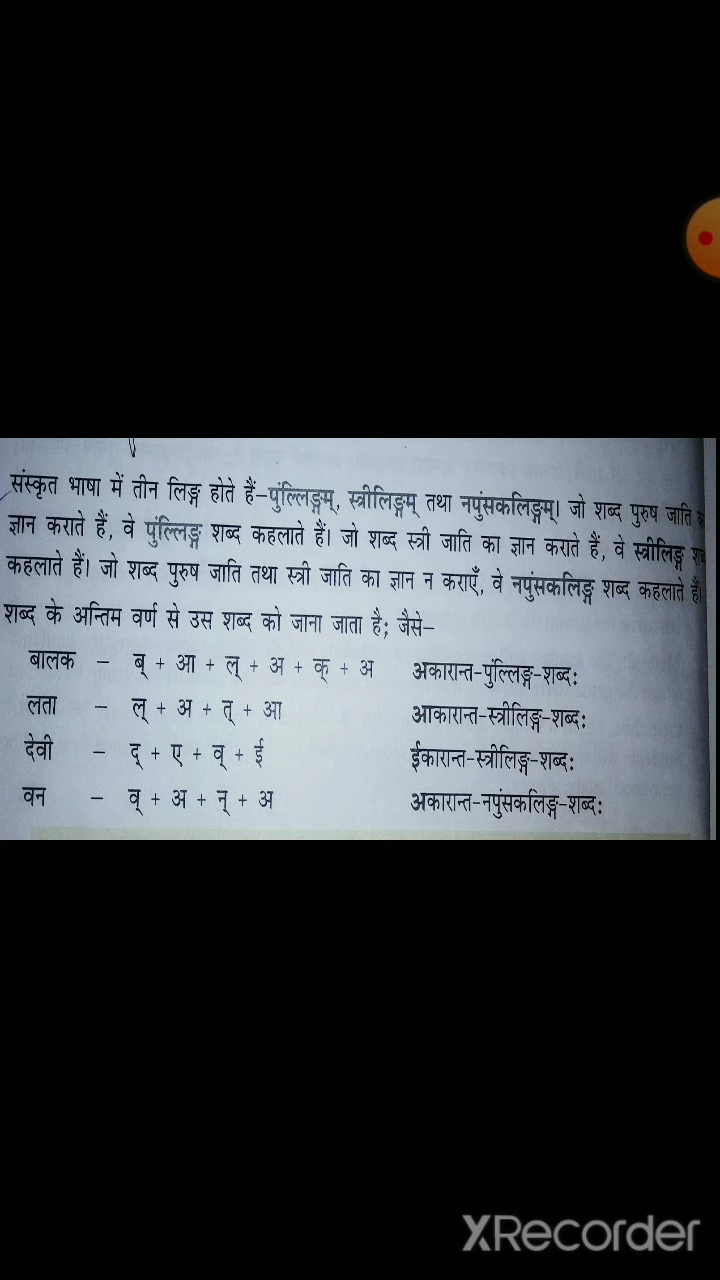 संस्कृत भाषा में तीन लिङ्ग होते हैं–पुंल्लिङ्गम्, स्त्रीलिङ्गम् तथा नपुंसकलिङ्गम्। जो शब्द पुरुष जाति
ज्ञान कराते हैं, वे पुंल्लिङ्ग शब्द कहलाते हैं। जो शब्द स्त्री जाति का ज्ञान कराते हैं, वे स्त्रीलिङ्ग
कहलाते हैं। जो शब्द पुरुष जाति तथा स्त्री जाति का ज्ञान न कराएँ, वे नपुंसकलिङ्ग शब्द कहलाते हैं।
शब्द के अन्तिम वर्ण से उस शब्द को जाना जाता है; जैसे–
बालक – ब् + आ + ल् + अ + क् + अ अकारान्त-पुंल्लिङ्ग-शब्दः
लता – ल् + अ + त् + आ आकारान्त-स्त्रीलिङ्ग-शब्दः
देवी – द् + ए + व् + ई ईकारान्त-स्त्रीलिङ्ग-शब्दः
वन – व् + अ + न् + अ अकारान्त-नपुंसकलिङ्ग-शब्दः
XRecorder